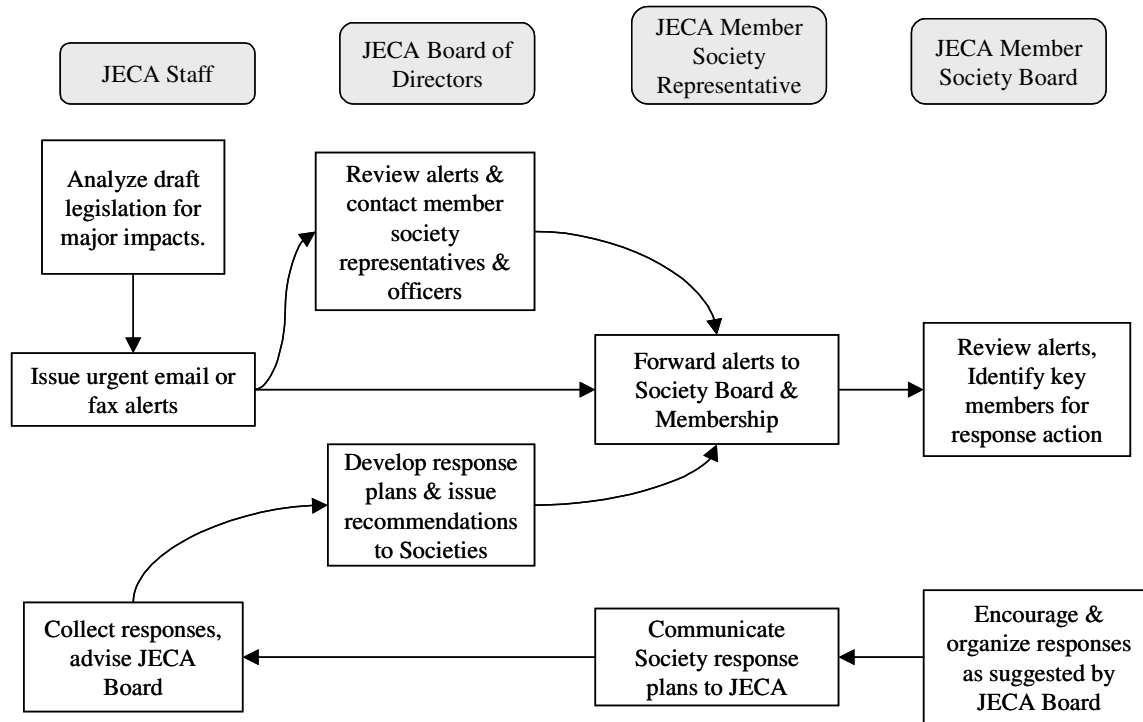 JECA Staff
JECA Board of
Directors
JECA Member
Society
Representative
JECA Member
Society Board
Analyze draft
legislation for
major impacts.
Review alerts &
contact member
society
representatives &
officers
Issue urgent email or
fax alerts
Forward alerts to
Society Board &
Membership
Review alerts,
Identify key
members for
response action
Develop response
plans & issue
recommendations
to Societies
Collect responses,
advise JECA
Board
Communicate
Society response
plans to JECA
Encourage &
organize responses
as suggested by
JECA Board